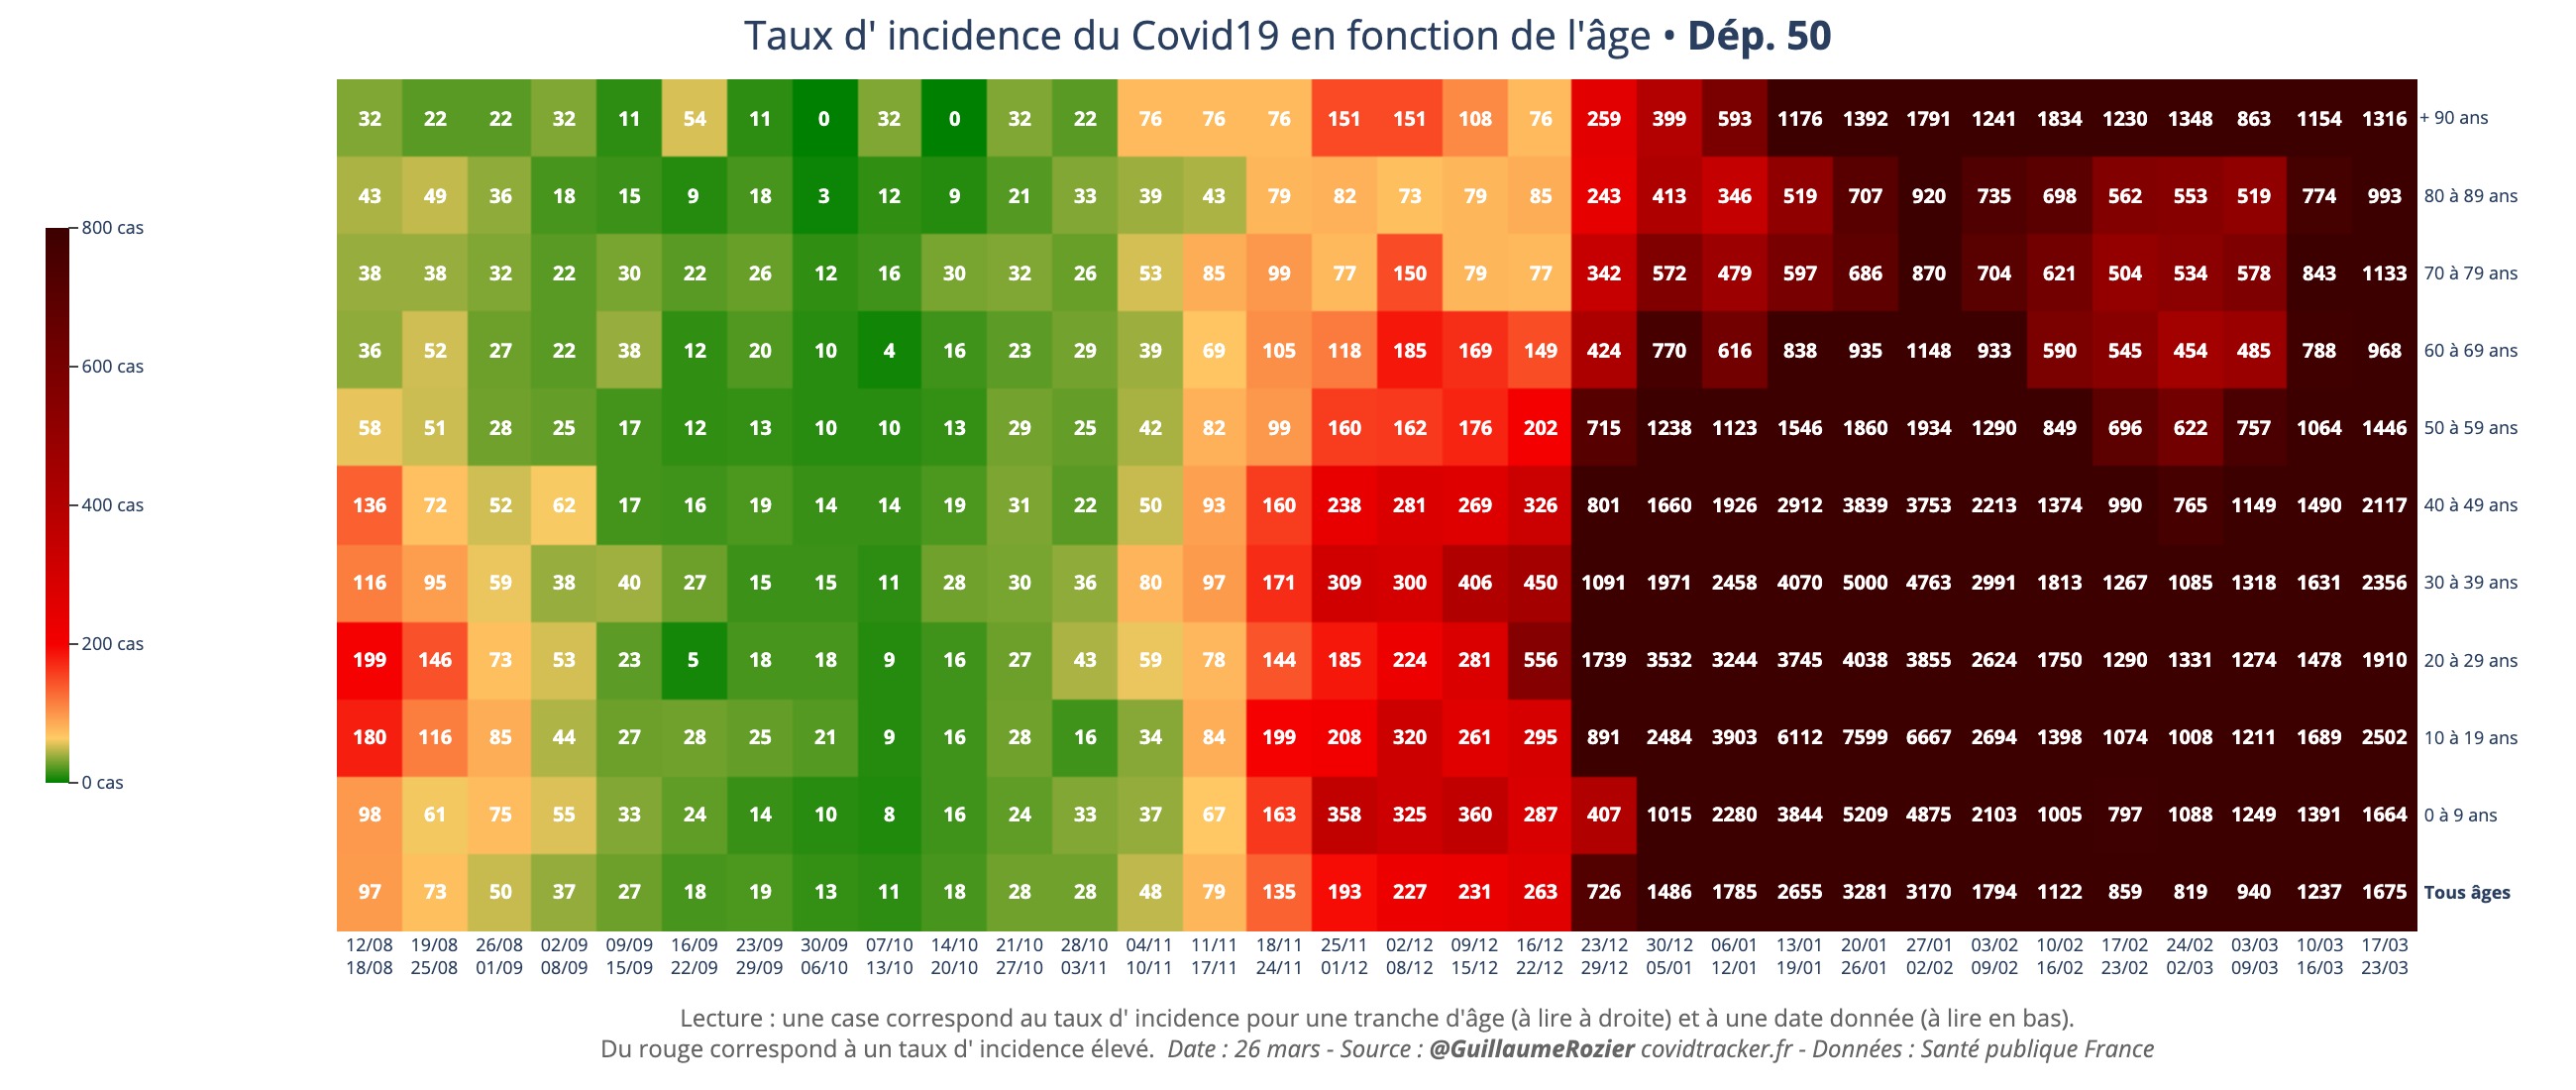 Taux d' incidence du Covid19 en fonction de l'âge • Dép. 50
800 cas
600 cas
400 cas
200 cas
0 cas
32 22 22 32 11 54 11 0 32 0 32 22 76 76 76 151 151 108 76 259 399 593 1176 1392 1791 1241 1834 1230 1348 863 1154 1316 + 90 ans
43 49 36 18 15 9 18 3 12 9 21 33 39 43 79 82 73 79 85 243 413 346 519 707 920 735 698 562 553 519 774 993 80 à 89 ans
38 38 32 22 30 22 26 12 16 30 32 26 53 85 99 77 150 79 77 342 572 479 597 686 870 704 621 504 534 578 843 1133 70 à 79 ans
36 52 27 22 38 12 20 10 4 16 23 29 39 69 105 118 185 169 149 424 770 616 838 935 1148 933 590 545 454 485 788 968 60 à 69 ans
58 51 28 25 17 12 13 10 10 13 29 25 42 82 99 160 162 176 202 715 1238 1123 1546 1860 1934 1290 849 696 622 757 1064 1446 50 à 59 ans
136 72 52 62 17 16 19 14 14 19 31 22 50 93 160 238 281 269 326 801 1660 1926 2912 3839 3753 2213 1374 990 765 1149 1490 2117 40 à 49 ans
116 95 59 38 40 27 15 15 11 28 30 36 80 97 171 309 300 406 450 1091 1971 2458 4070 5000 4763 2991 1813 1267 1085 1318 1631 2356 30 à 39 ans
199 146 73 53 23 5 18 18 9 16 27 43 59 78 144 185 224 281 556 1739 3532 3244 3745 4038 3855 2624 1750 1290 1331 1274 1478 1910 20 à 29 ans
180 116 85 44 27 28 25 21 9 16 28 16 34 84 199 208 320 261 295 891 2484 3903 6112 7599 6667 2694 1398 1074 1008 1211 1689 2502 10 à 19 ans
98 61 75 55 33 24 14 10 8 16 24 33 37 67 163 358 325 360 287 407 1015 2280 3844 5209 4875 2103 1005 797 1088 1249 1391 1664 0 à 9 ans
97 73 50 37 27 18 19 13 11 18 28 28 48 79 135 193 227 231 263 726 1486 1785 2655 3281 3170 1794 1122 859 819 940 1237 1675 Tous âges
12/08 19/08 26/08 02/09 09/09 16/09 23/09 30/09 07/10 14/10 21/10 28/10 04/11 11/11 18/11 25/11 02/12 09/12 16/12 23/12 30/12 06/01 13/01 20/01 27/01 03/02 10/02 17/02 24/02 03/03 10/03 17/03
18/08 25/08 01/09 08/09 15/09 22/09 29/09 06/10 13/10 20/10 27/10 03/11 10/11 17/11 24/11 01/12 08/12 15/12 22/12 29/12 05/01 12/01 19/01 26/01 02/02 09/02 16/02 23/02 02/03 09/03 16/03 23/03
Lecture : une case correspond au taux d' incidence pour une tranche d'âge (à lire à droite) et à une date donnée (à lire en bas).
Du rouge correspond à un taux d' incidence élevé. Date : 26 mars - Source : @GuillaumeRozier covidtracker.fr - Données : Santé publique France